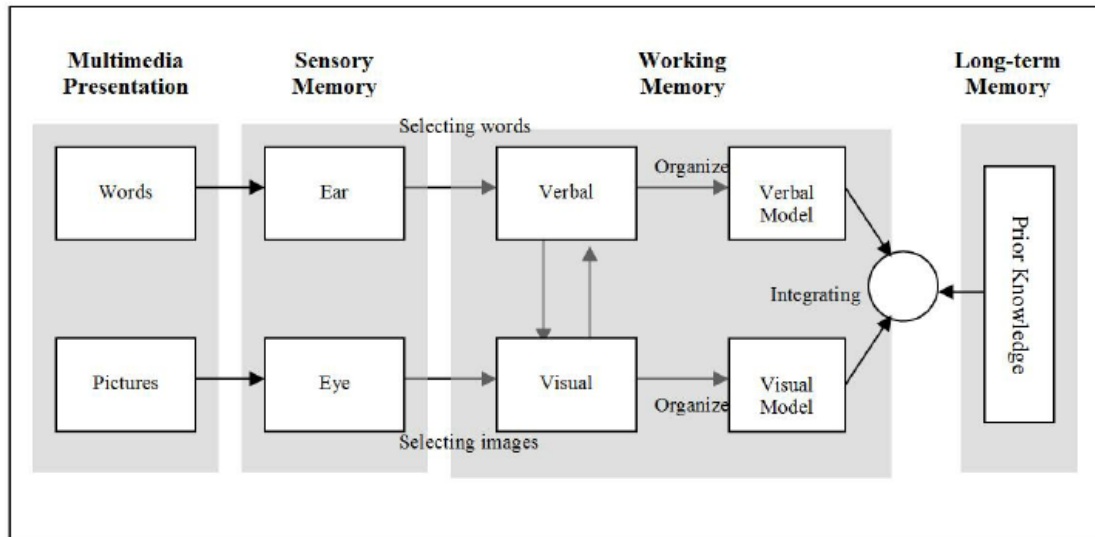 Multimedia
Presentation
Sensory
Memory
Working
Memory
Long-term
Memory
Selecting words
Words
Ear
Verbal
Organize
Verbal
Model
Integrating
Prior Knowledge
Pictures
Eye
Visual
Organize
Visual
Model
Selecting images